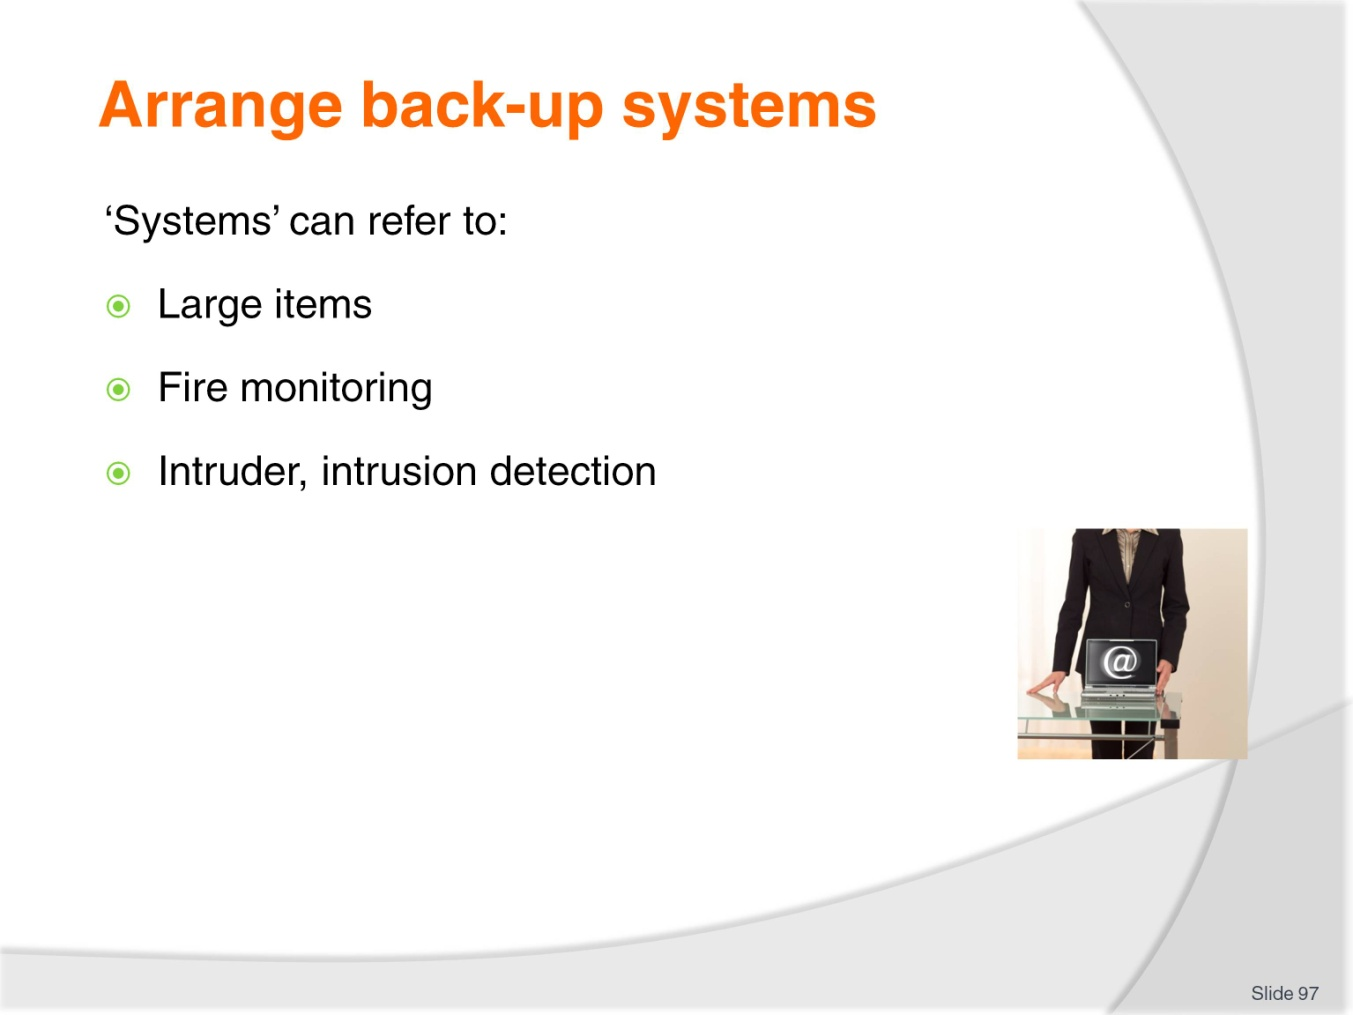 Arrange back-up systems
‘Systems’ can refer to:
Large items
Fire monitoring
Intruder, intrusion detection
@
Slide 97